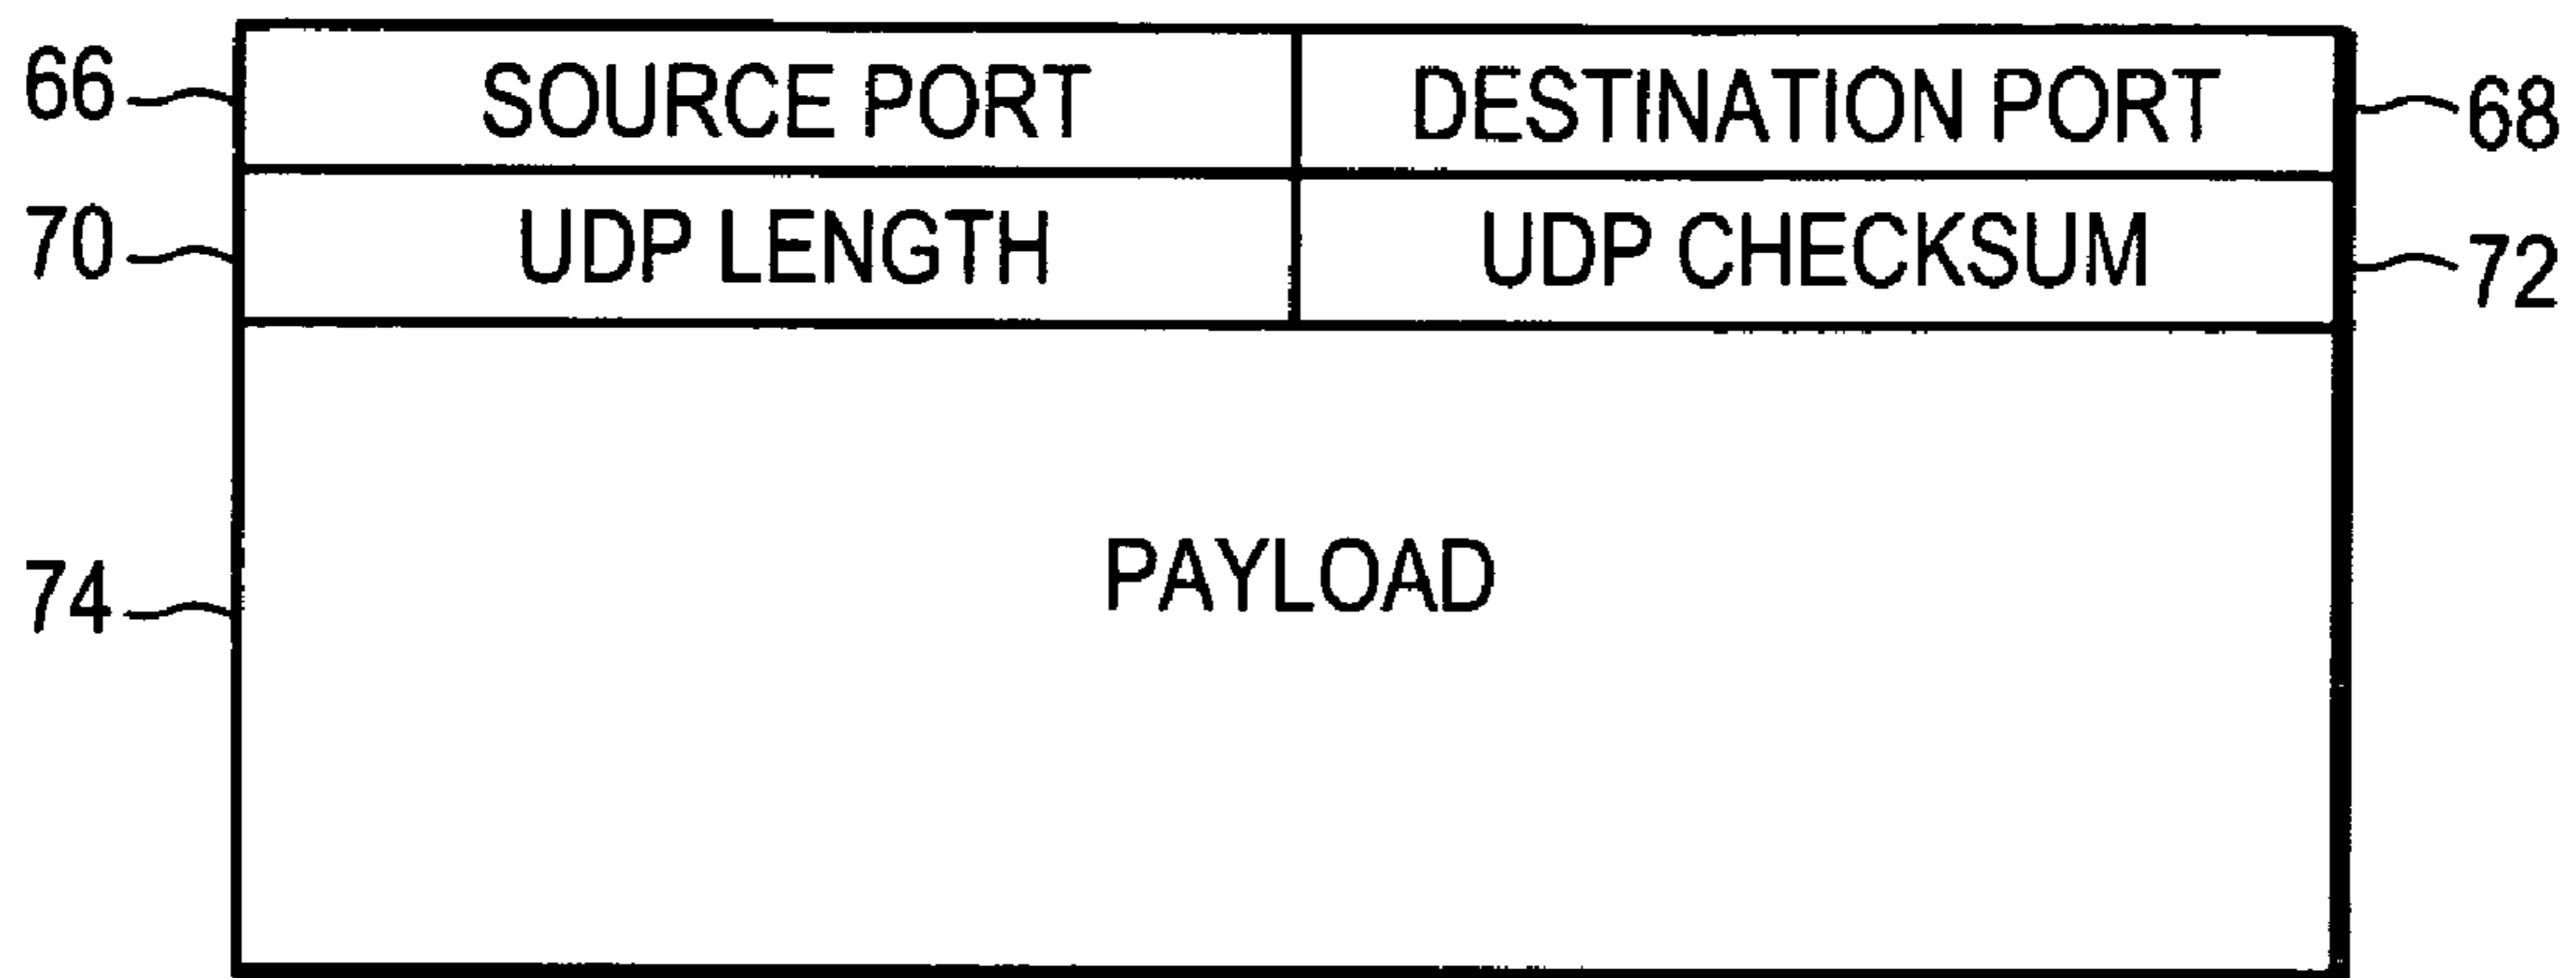 66 SOURCE PORT DESTINATION PORT 68
70 UDP LENGTH UDP CHECKSUM 72
74 PAYLOAD